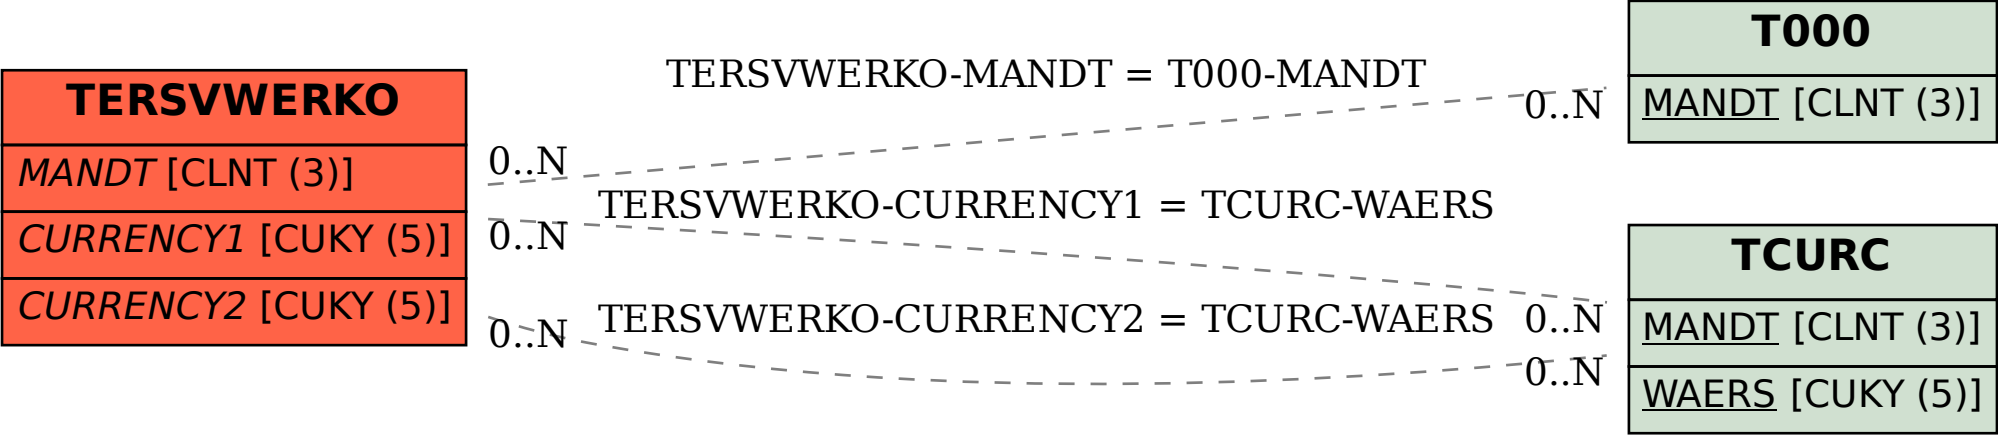 TERSVWERKO
MANDT [CLNT (3)]
CURRENCY1 [CUKY (5)]
CURRENCY2 [CUKY (5)]
TERSVWERKO-MANDT = T000-MANDT
0..N
0..N
TERSVWERKO-CURRENCY1 = TCURC-WAERS
0..N
0..N
TERSVWERKO-CURRENCY2 = TCURC-WAERS
0..N
0..N
T000
MANDT [CLNT (3)]
TCURC
MANDT [CLNT (3)]
WAERS [CUKY (5)]